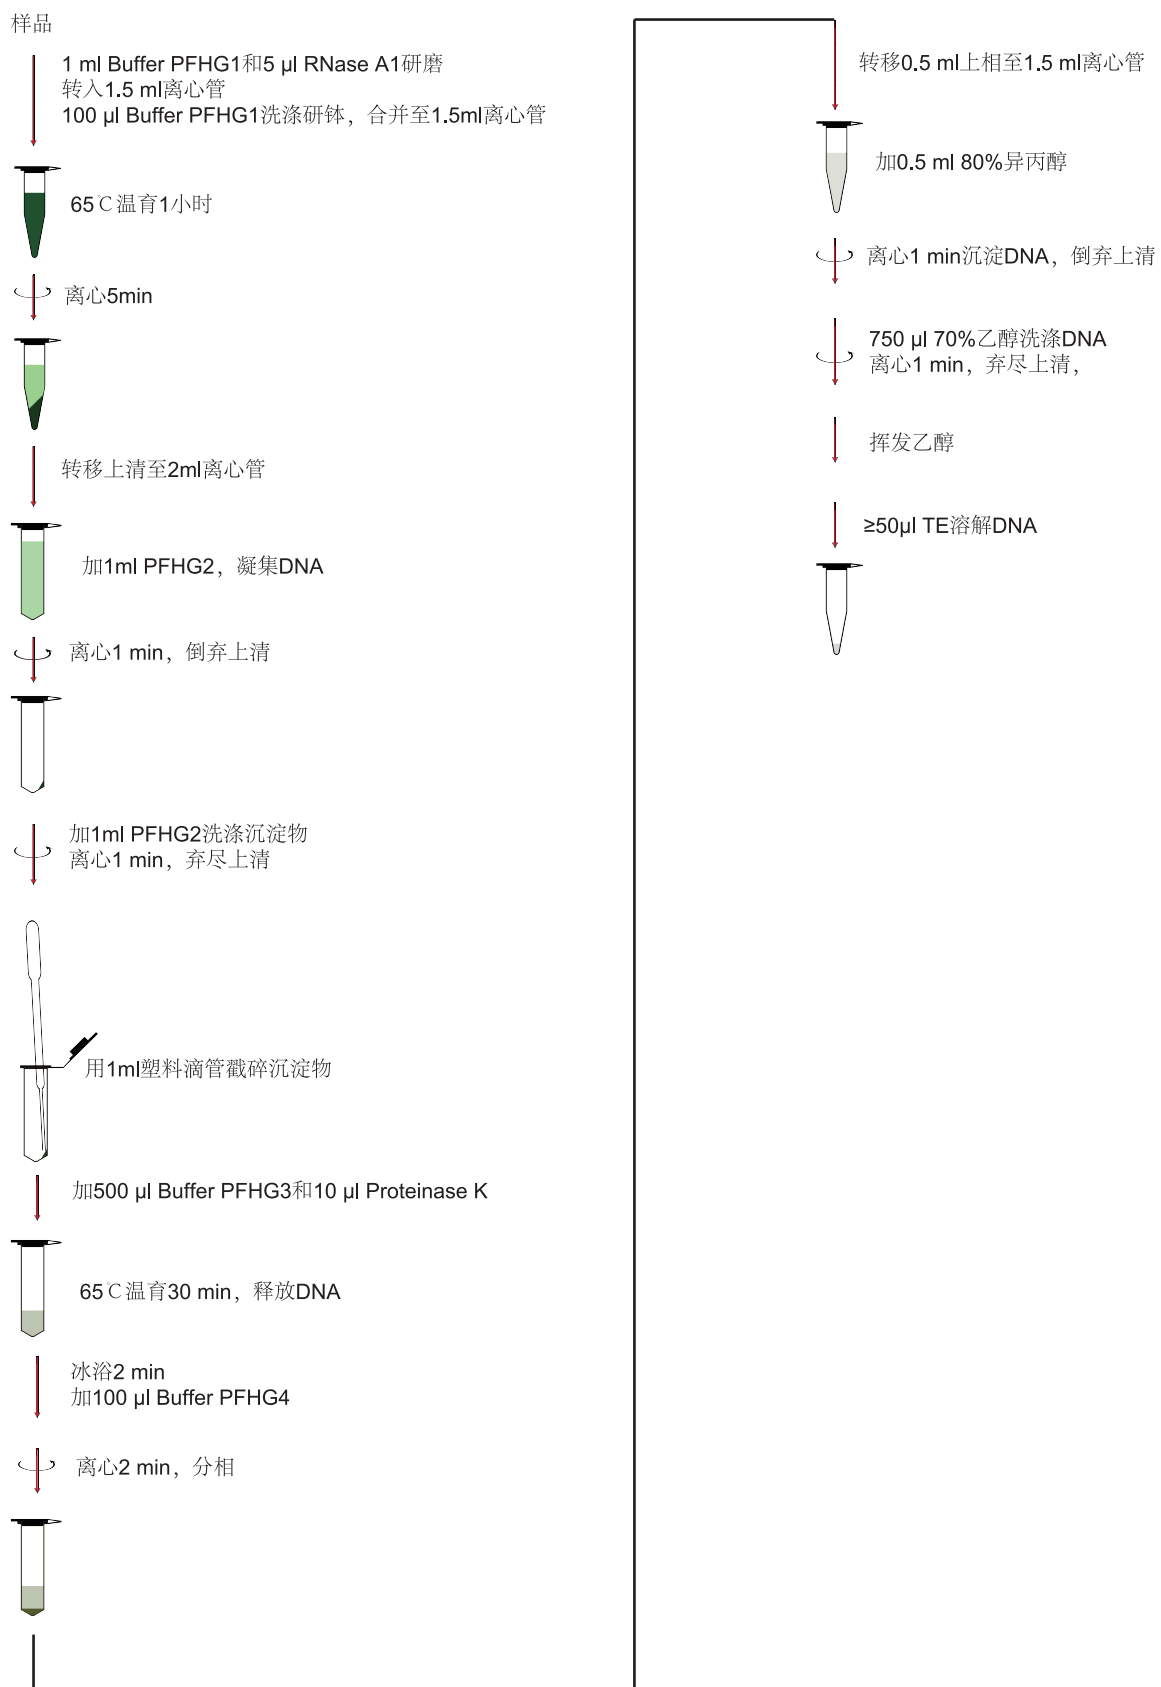 样品
1 ml Buffer PFHG1和5 µl RNase A1研磨
转入1.5 ml离心管
100 µl Buffer PFHG1洗涤研钵，合并至1.5ml离心管
65℃温育1小时
离心5min
转移上清至2ml离心管
加1ml PFHG2，凝集DNA
离心1 min，倒弃上清
加1ml PFHG2洗涤沉淀物
离心1 min，弃尽上清
用1ml塑料滴管戳碎沉淀物
加500 µl Buffer PFHG3和10 µl Proteinase K
65℃温育30 min，释放DNA
冰浴2 min
加100 µl Buffer PFHG4
离心2 min，分相
转移0.5 ml上相至1.5 ml离心管
加0.5 ml 80%异丙醇
离心1 min沉淀DNA，倒弃上清
750 µl 70%乙醇洗涤DNA
离心1 min，弃尽上清，
挥发乙醇
≥50µl TE溶解DNA